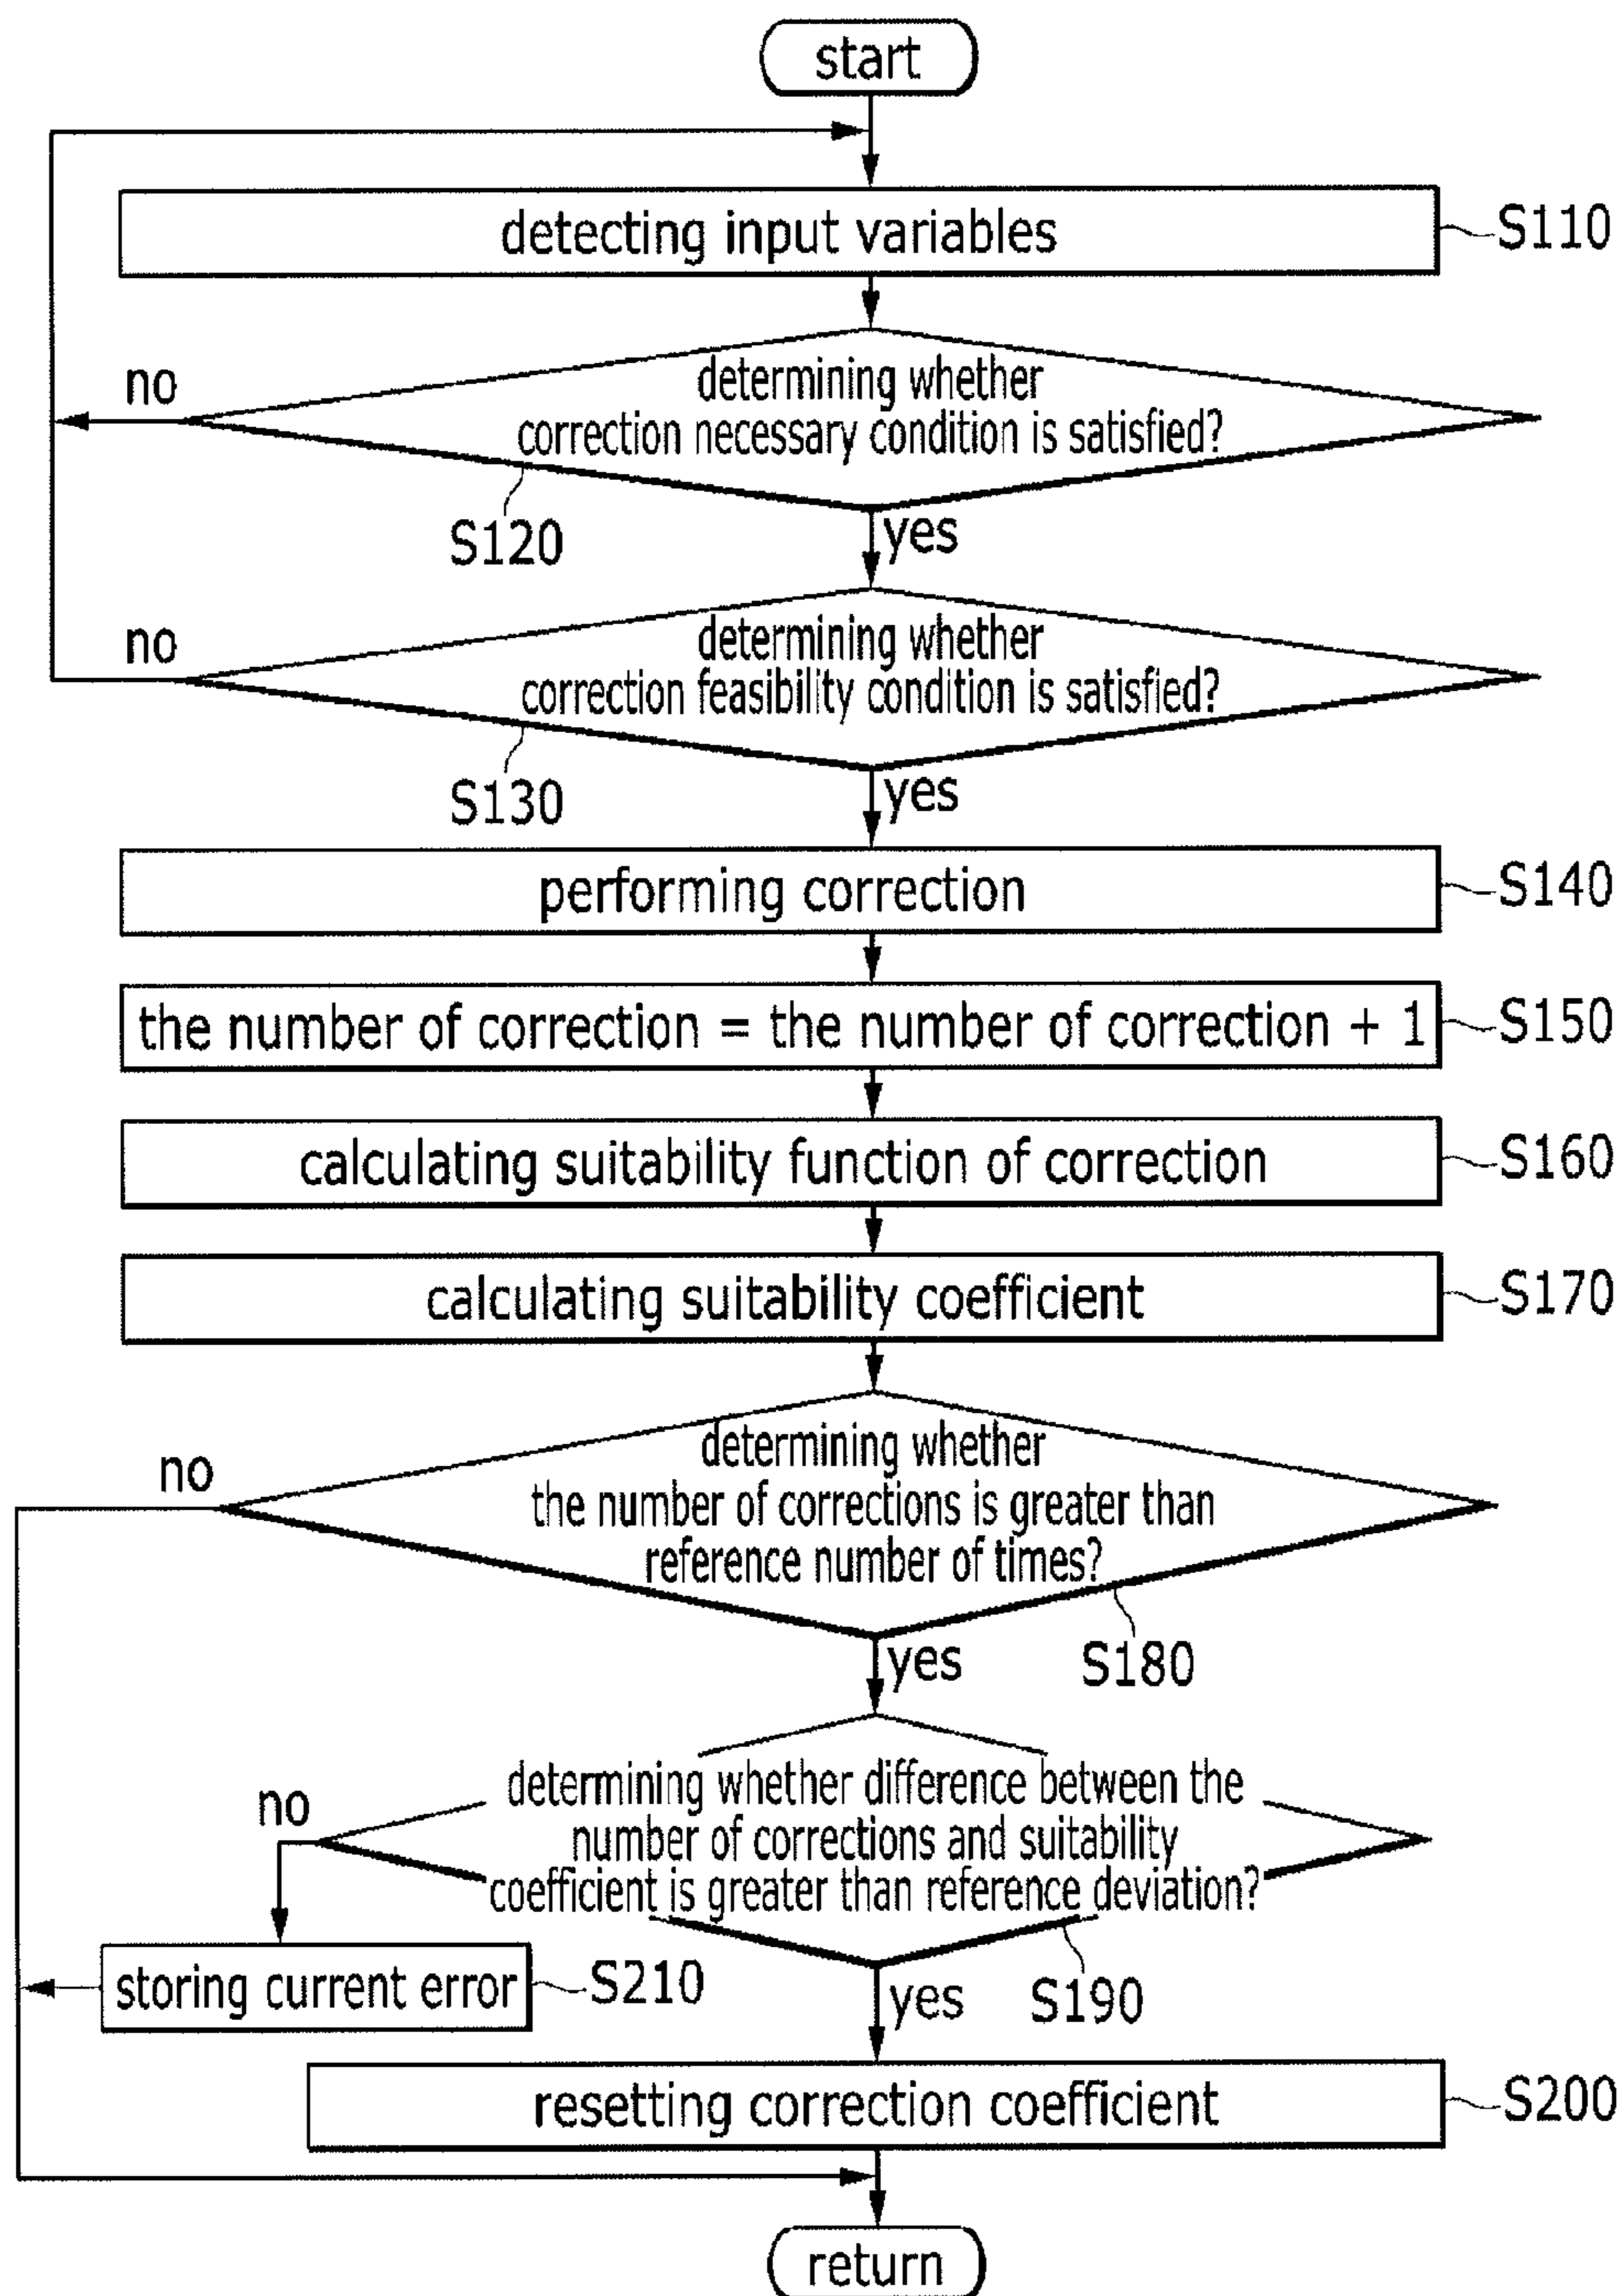 start
detecting input variables
S110
no
determining whether
correction necessary condition is satisfied?
S120
yes
no
determining whether
correction feasibility condition is satisfied?
S130
yes
performing correction
S140
the number of correction = the number of correction + 1
S150
calculating suitability function of correction
S160
calculating suitability coefficient
S170
no
determining whether
the number of corrections is greater than
reference number of times?
yes
S180
no
determining whether difference between the
number of corrections and suitability
coefficient is greater than reference deviation?
storing current error
S210
yes
S190
resetting correction coefficient
S200
return